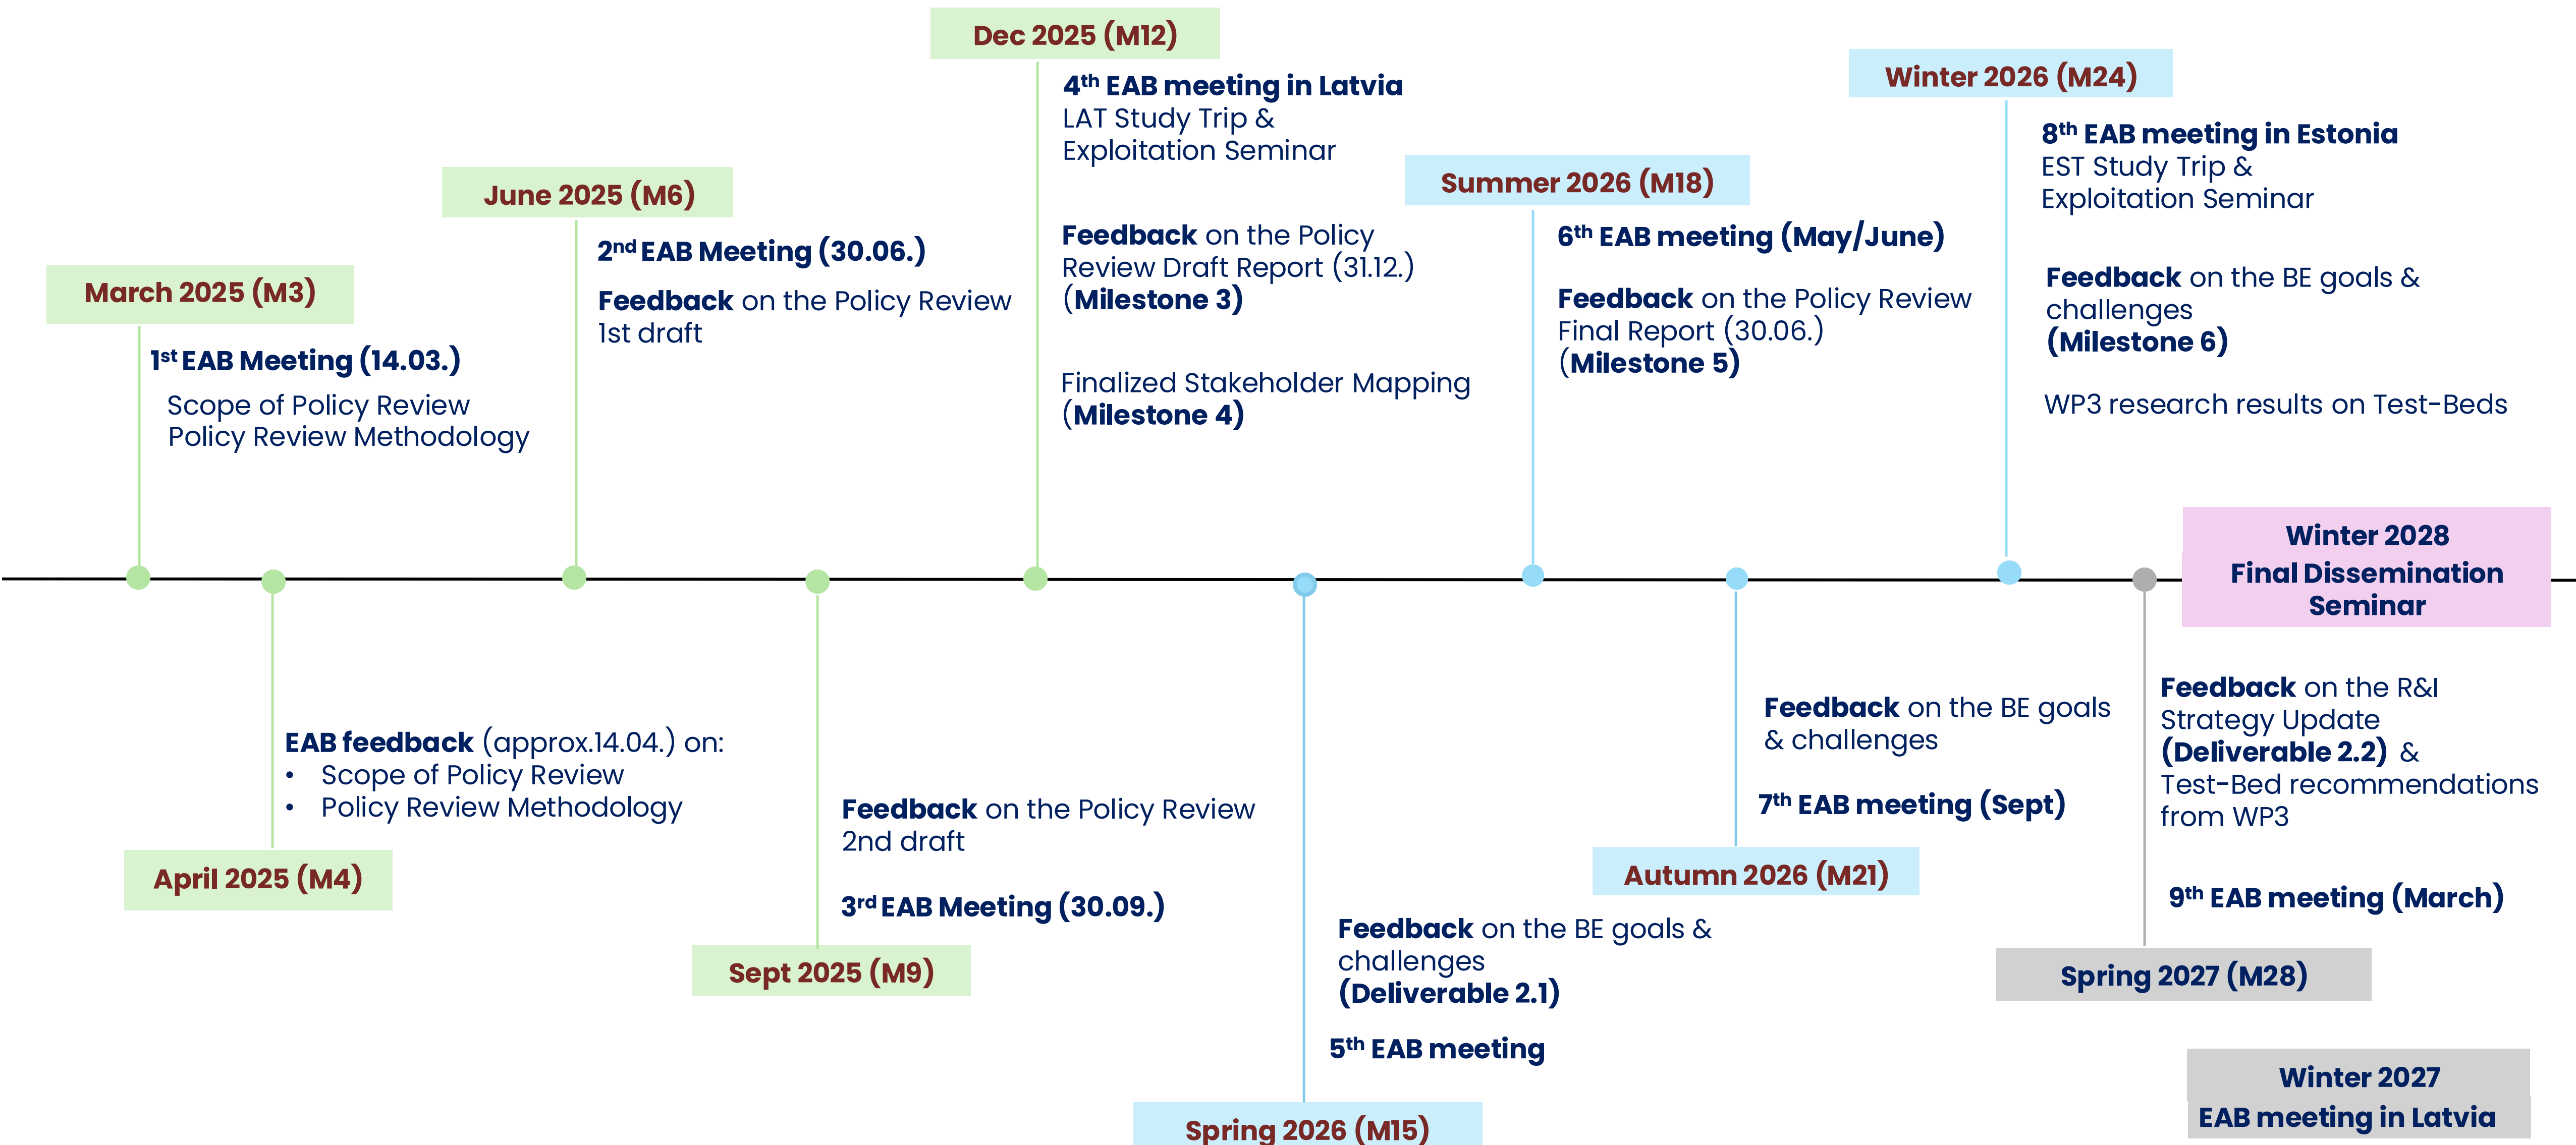 March 2025 (M3)
1st EAB Meeting (14.03.)
Scope of Policy Review
Policy Review Methodology
EAB feedback (approx.14.04.) on:
• Scope of Policy Review
• Policy Review Methodology
April 2025 (M4)
June 2025 (M6)
2nd EAB Meeting (30.06.)
Feedback on the Policy Review
1st draft
Feedback on the Policy Review
2nd draft
3rd EAB Meeting (30.09.)
Sept 2025 (M9)
Dec 2025 (M12)
4th EAB meeting in Latvia
LAT Study Trip &
Exploitation Seminar
Feedback on the Policy
Review Draft Report (31.12.)
(Milestone 3)
Finalized Stakeholder Mapping
(Milestone 4)
Feedback on the BE goals &
challenges
(Deliverable 2.1)
5th EAB meeting
Spring 2026 (M15)
Summer 2026 (M18)
6th EAB meeting (May/June)
Feedback on the Policy Review
Final Report (30.06.)
(Milestone 5)
Feedback on the BE goals
& challenges
7th EAB meeting (Sept)
Autumn 2026 (M21)
Winter 2026 (M24)
8th EAB meeting in Estonia
EST Study Trip &
Exploitation Seminar
Feedback on the BE goals &
challenges
(Milestone 6)
WP3 research results on Test-Beds
Feedback on the R&I
Strategy Update
(Deliverable 2.2) &
Test-Bed recommendations
from WP3
9th EAB meeting (March)
Spring 2027 (M28)
Winter 2027
EAB meeting in Latvia
Winter 2028
Final Dissemination
Seminar